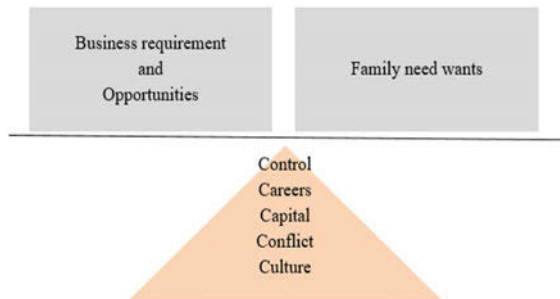 Business requirement
and
Opportunities
Family need wants
Control
Careers
Capital
Conflict
Culture